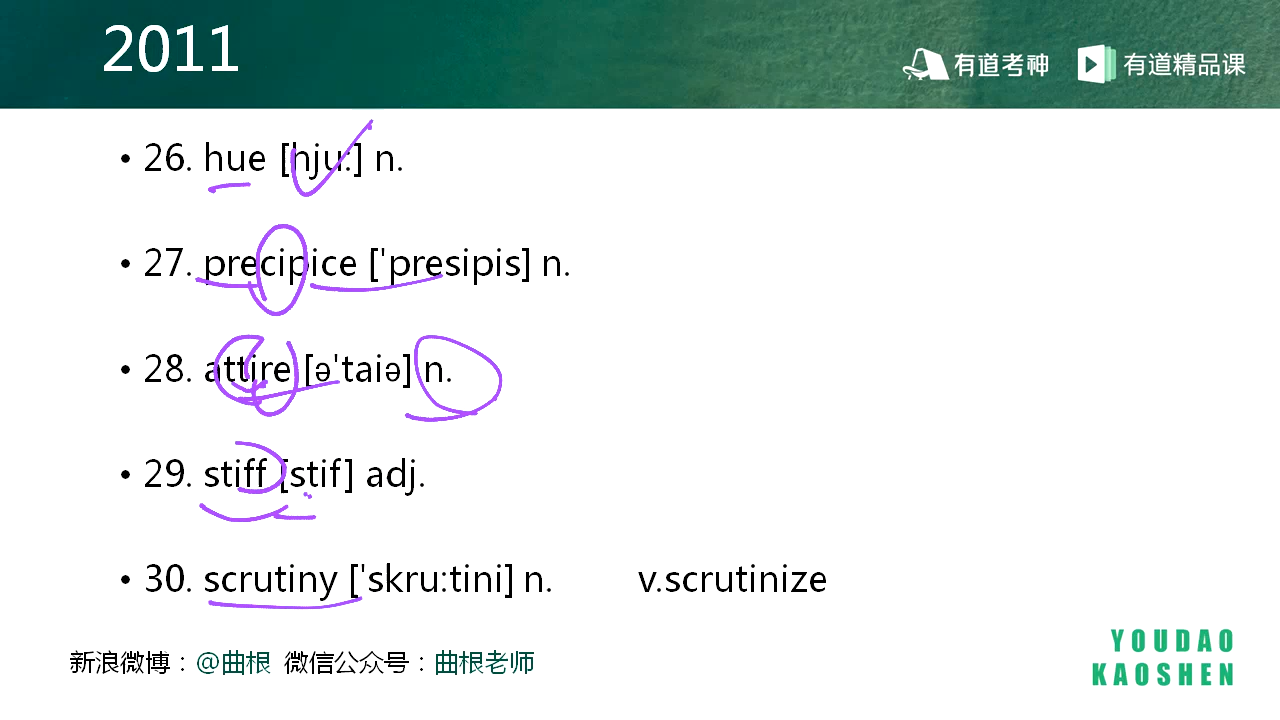 2011
有道考神 有道精品课
• 26. hue [hju:] n.
• 27. precipice ['presipis] n.
• 28. attire [ə'taiə] n.
• 29. stiff [stif] adj.
• 30. scrutiny ['skru:tini] n. v.scrutinize
新浪微博：@曲根 微信公众号：曲根老师
YOUDAO
KAOSHEN